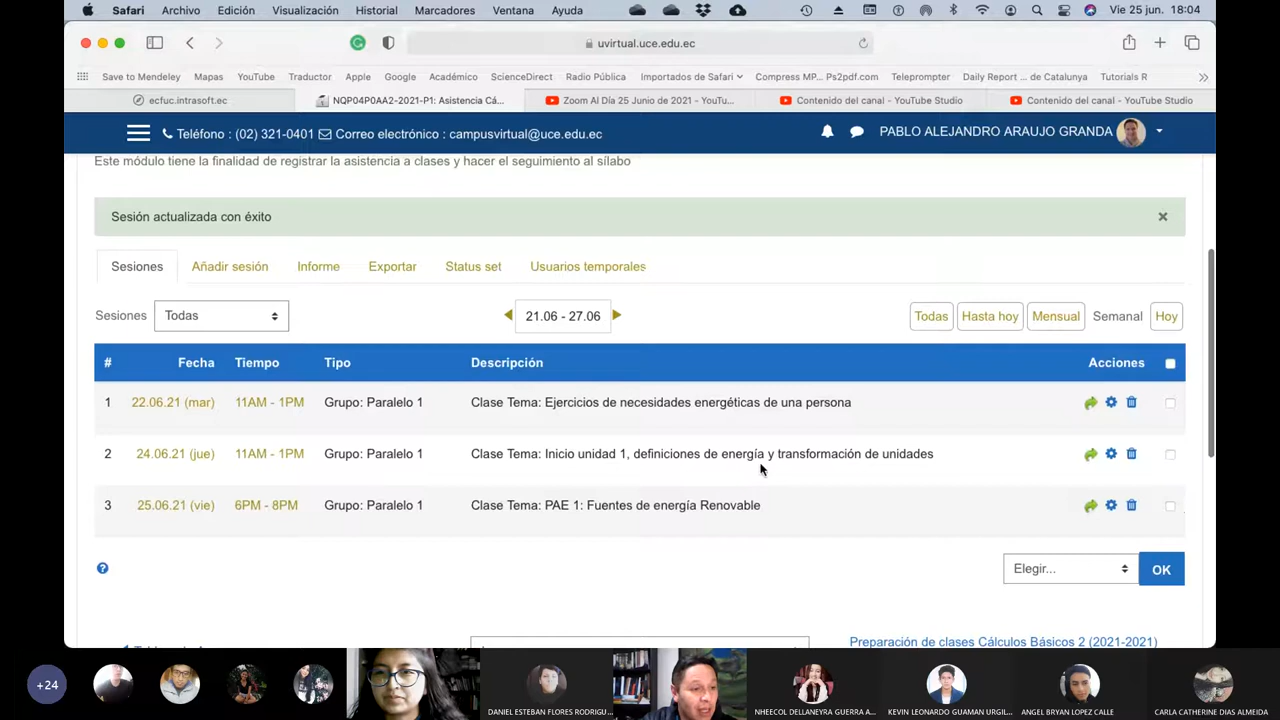 Safari Archivo Edición Visualización Historial Marcadores Ventana Ayuda Vie 25 jun. 18:04
uvirtual.uce.edu.ec
Save to Mendeley Mapas YouTube Traductor Apple Google Académico ScienceDirect Radio Pública Importados de Safari Compress MP... Ps2pdf.com Teleprompter Daily Report ... de Catalunya Tutorials R
ecfuc.intrasoft.ec NQP04P0AA2-2021-P1: Asistencia Cá... Zoom Al Día 25 Junio de 2021 - YouTu... Contenido del canal - YouTube Studio Contenido del canal - YouTube Studio
Teléfono : (02) 321-0401 Correo electrónico : campusvirtual@uce.edu.ec PABLO ALEJANDRO ARAUJO GRANDA
Este módulo tiene la finalidad de registrar la asistencia a clases y hacer el seguimiento al sílabo
Sesión actualizada con éxito ×
Sesiones Añadir sesión Informe Exportar Status set Usuarios temporales
Sesiones Todas 21.06 - 27.06 Todas Hasta hoy Mensual Semanal Hoy
# Fecha Tiempo Tipo Descripción Acciones
1 22.06.21 (mar) 11AM - 1PM Grupo: Paralelo 1 Clase Tema: Ejercicios de necesidades energéticas de una persona
2 24.06.21 (jue) 11AM - 1PM Grupo: Paralelo 1 Clase Tema: Inicio unidad 1, definiciones de energía y transformación de unidades
3 25.06.21 (vie) 6PM - 8PM Grupo: Paralelo 1 Clase Tema: PAE 1: Fuentes de energía Renovable
? Elegir... OK
Preparación de clases Cálculos Básicos 2 (2021-2021)
+24 DANIEL ESTEBAN FLORES RODRIGU... NHEECOL DELLANEYRA GUERRA A... KEVIN LEONARDO GUAMAN URGIL... ANGEL BRYAN LOPEZ CALLE CARLA CATHERINE DIAS ALMEIDA